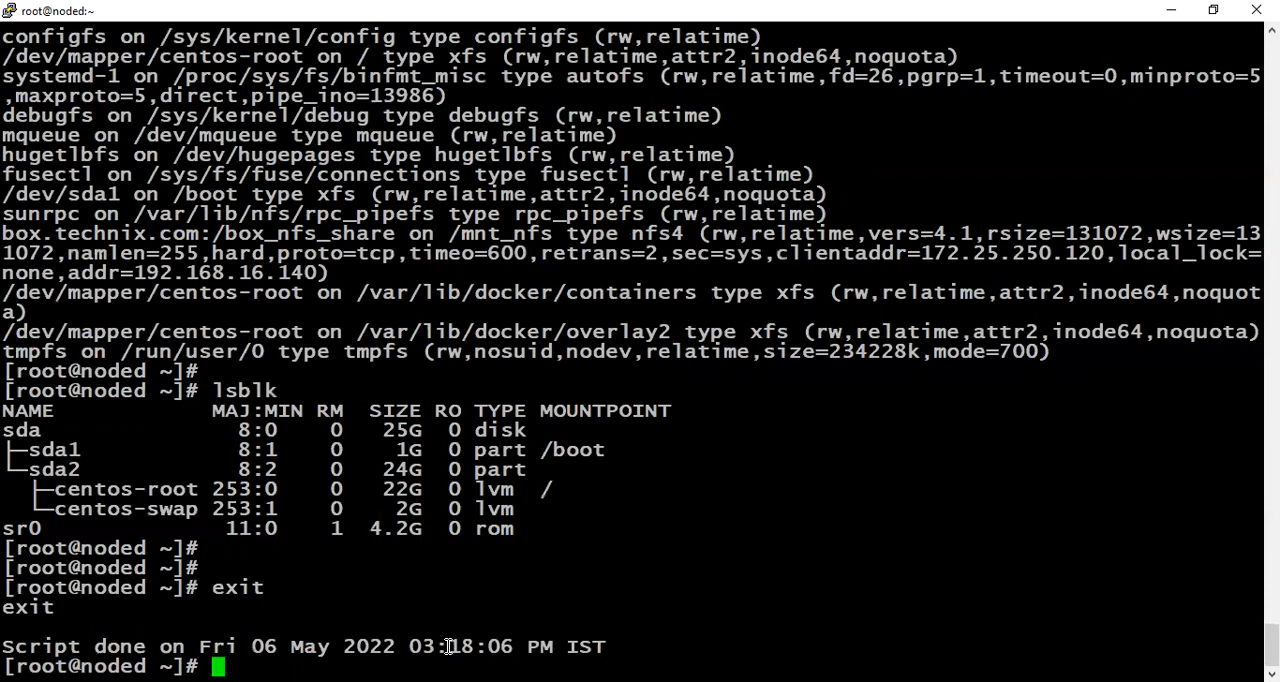 root@noded:~
configfs on /sys/kernel/config type configfs (rw,relatime)
/dev/mapper/centos-root on / type xfs (rw,relatime,attr2,inode64,noquota)
systemd-1 on /proc/sys/fs/binfmt_misc type autofs (rw,relatime,fd=26,pgrp=1,timeout=0,minproto=5
,maxproto=5,direct,pipe_ino=13986)
debugfs on /sys/kernel/debug type debugfs (rw,relatime)
mqueue on /dev/mqueue type mqueue (rw,relatime)
hugetlbfs on /dev/hugepages type hugetlbfs (rw,relatime)
fusectl on /sys/fs/fuse/connections type fusectl (rw,relatime)
/dev/sda1 on /boot type xfs (rw,relatime,attr2,inode64,noquota)
sunrpc on /var/lib/nfs/rpc_pipefs type rpc_pipefs (rw,relatime)
box.technix.com:/box_nfs_share on /mnt_nfs type nfs4 (rw,relatime,vers=4.1,rsize=131072,wsize=13
1072,namlen=255,hard,proto=tcp,timeo=600,retrans=2,sec=sys,clientaddr=172.25.250.120,local_lock=
none,addr=192.168.16.140)
/dev/mapper/centos-root on /var/lib/docker/containers type xfs (rw,relatime,attr2,inode64,noquot
a)
/dev/mapper/centos-root on /var/lib/docker/overlay2 type xfs (rw,relatime,attr2,inode64,noquota)
tmpfs on /run/user/0 type tmpfs (rw,nosuid,nodev,relatime,size=234228k,mode=700)
[root@noded ~]#
[root@noded ~]# lsblk
NAME            MAJ:MIN RM  SIZE RO TYPE MOUNTPOINT
sda               8:0    0   25G  0 disk
├─sda1            8:1    0    1G  0 part /boot
└─sda2            8:2    0   24G  0 part
  ├─centos-root 253:0    0   22G  0 lvm  /
  └─centos-swap 253:1    0    2G  0 lvm
sr0              11:0    1  4.2G  0 rom
[root@noded ~]#
[root@noded ~]#
[root@noded ~]# exit
exit
Script done on Fri 06 May 2022 03:18:06 PM IST
[root@noded ~]#